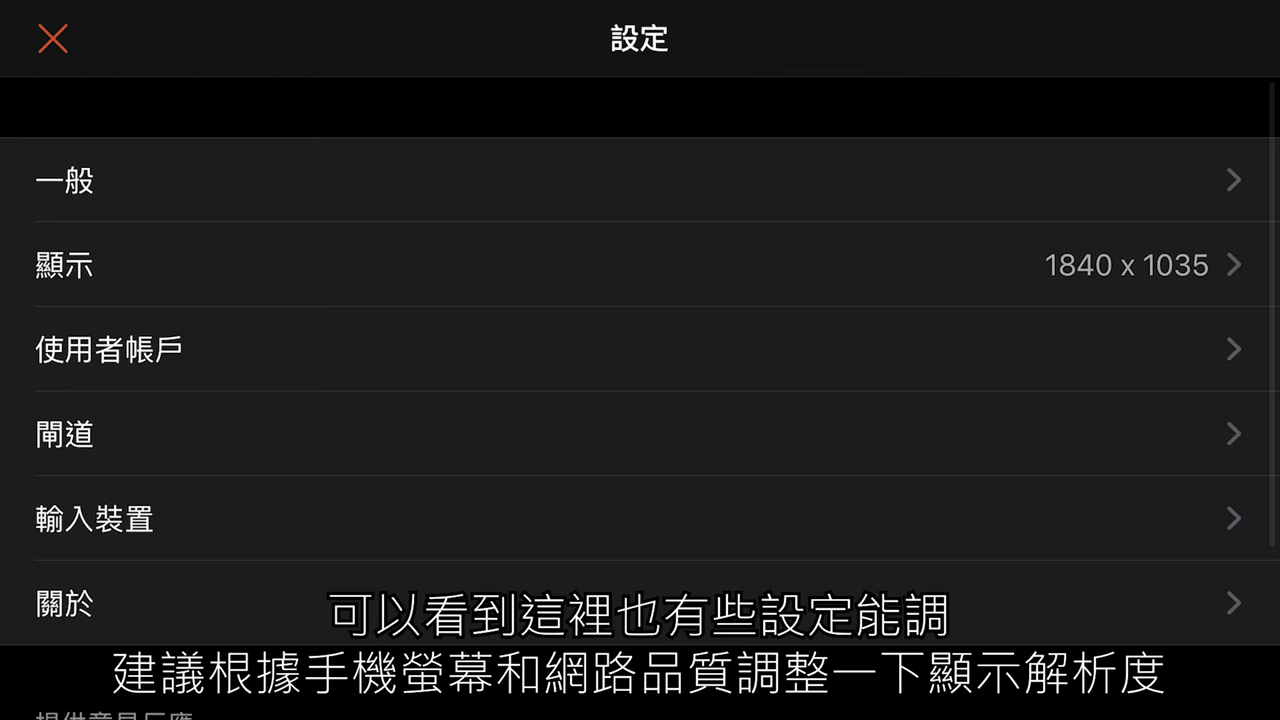 設定
一般
顯示 1840 x 1035
使用者帳戶
閘道
輸入裝置
關於
可以看到這裡也有些設定能調
建議根據手機螢幕和網路品質調整一下顯示解析度